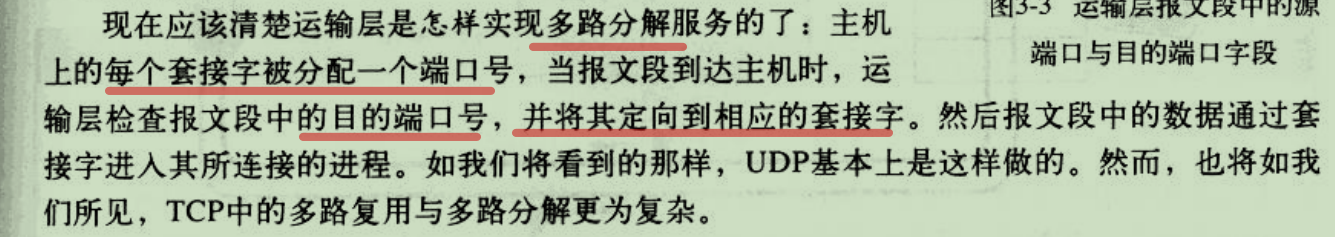 现在应该清楚运输层是怎样实现多路分解服务的了：主机
上的每个套接字被分配一个端口号，当报文段到达主机时，运
输层检查报文段中的目的端口号，并将其定向到相应的套接字。然后报文段中的数据通过套
接字进入其所连接的进程。如我们将看到的那样，UDP基本上是这样做的。然而，也将如我
们所见，TCP中的多路复用与多路分解更为复杂。
图3-3 运输层报文段中的源
端口与目的端口字段